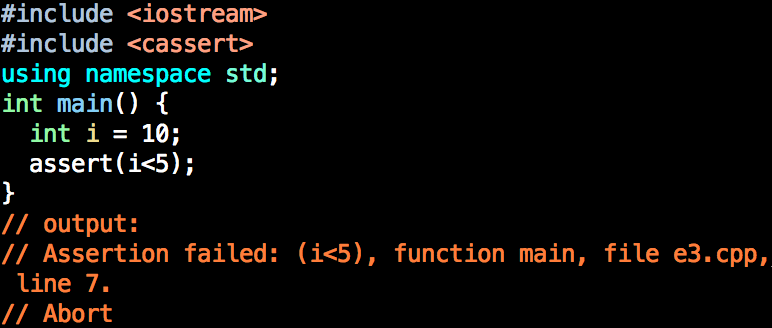 #include <iostream>
#include <cassert>
using namespace std;
int main() {
  int i = 10;
  assert(i<5);
}
// output:
// Assertion failed: (i<5), function main, file e3.cpp,
 line 7.
// Abort